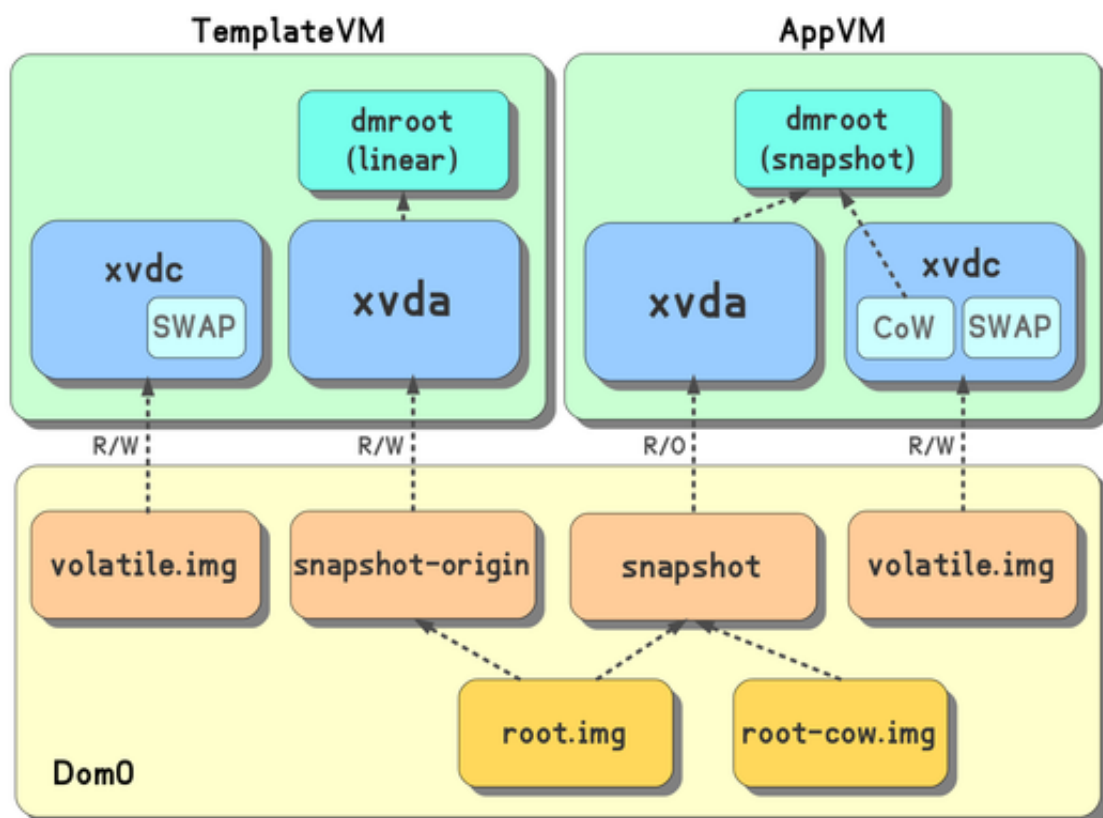 TemplateVM
AppVM
dmroot
(linear)
dmroot
(snapshot)
xvdc
SWAP
xvda
xvda
xvdc
CoW
SWAP
R/W
R/W
R/O
R/W
volatile.img
snapshot-origin
snapshot
volatile.img
root.img
root-cow.img
Dom0